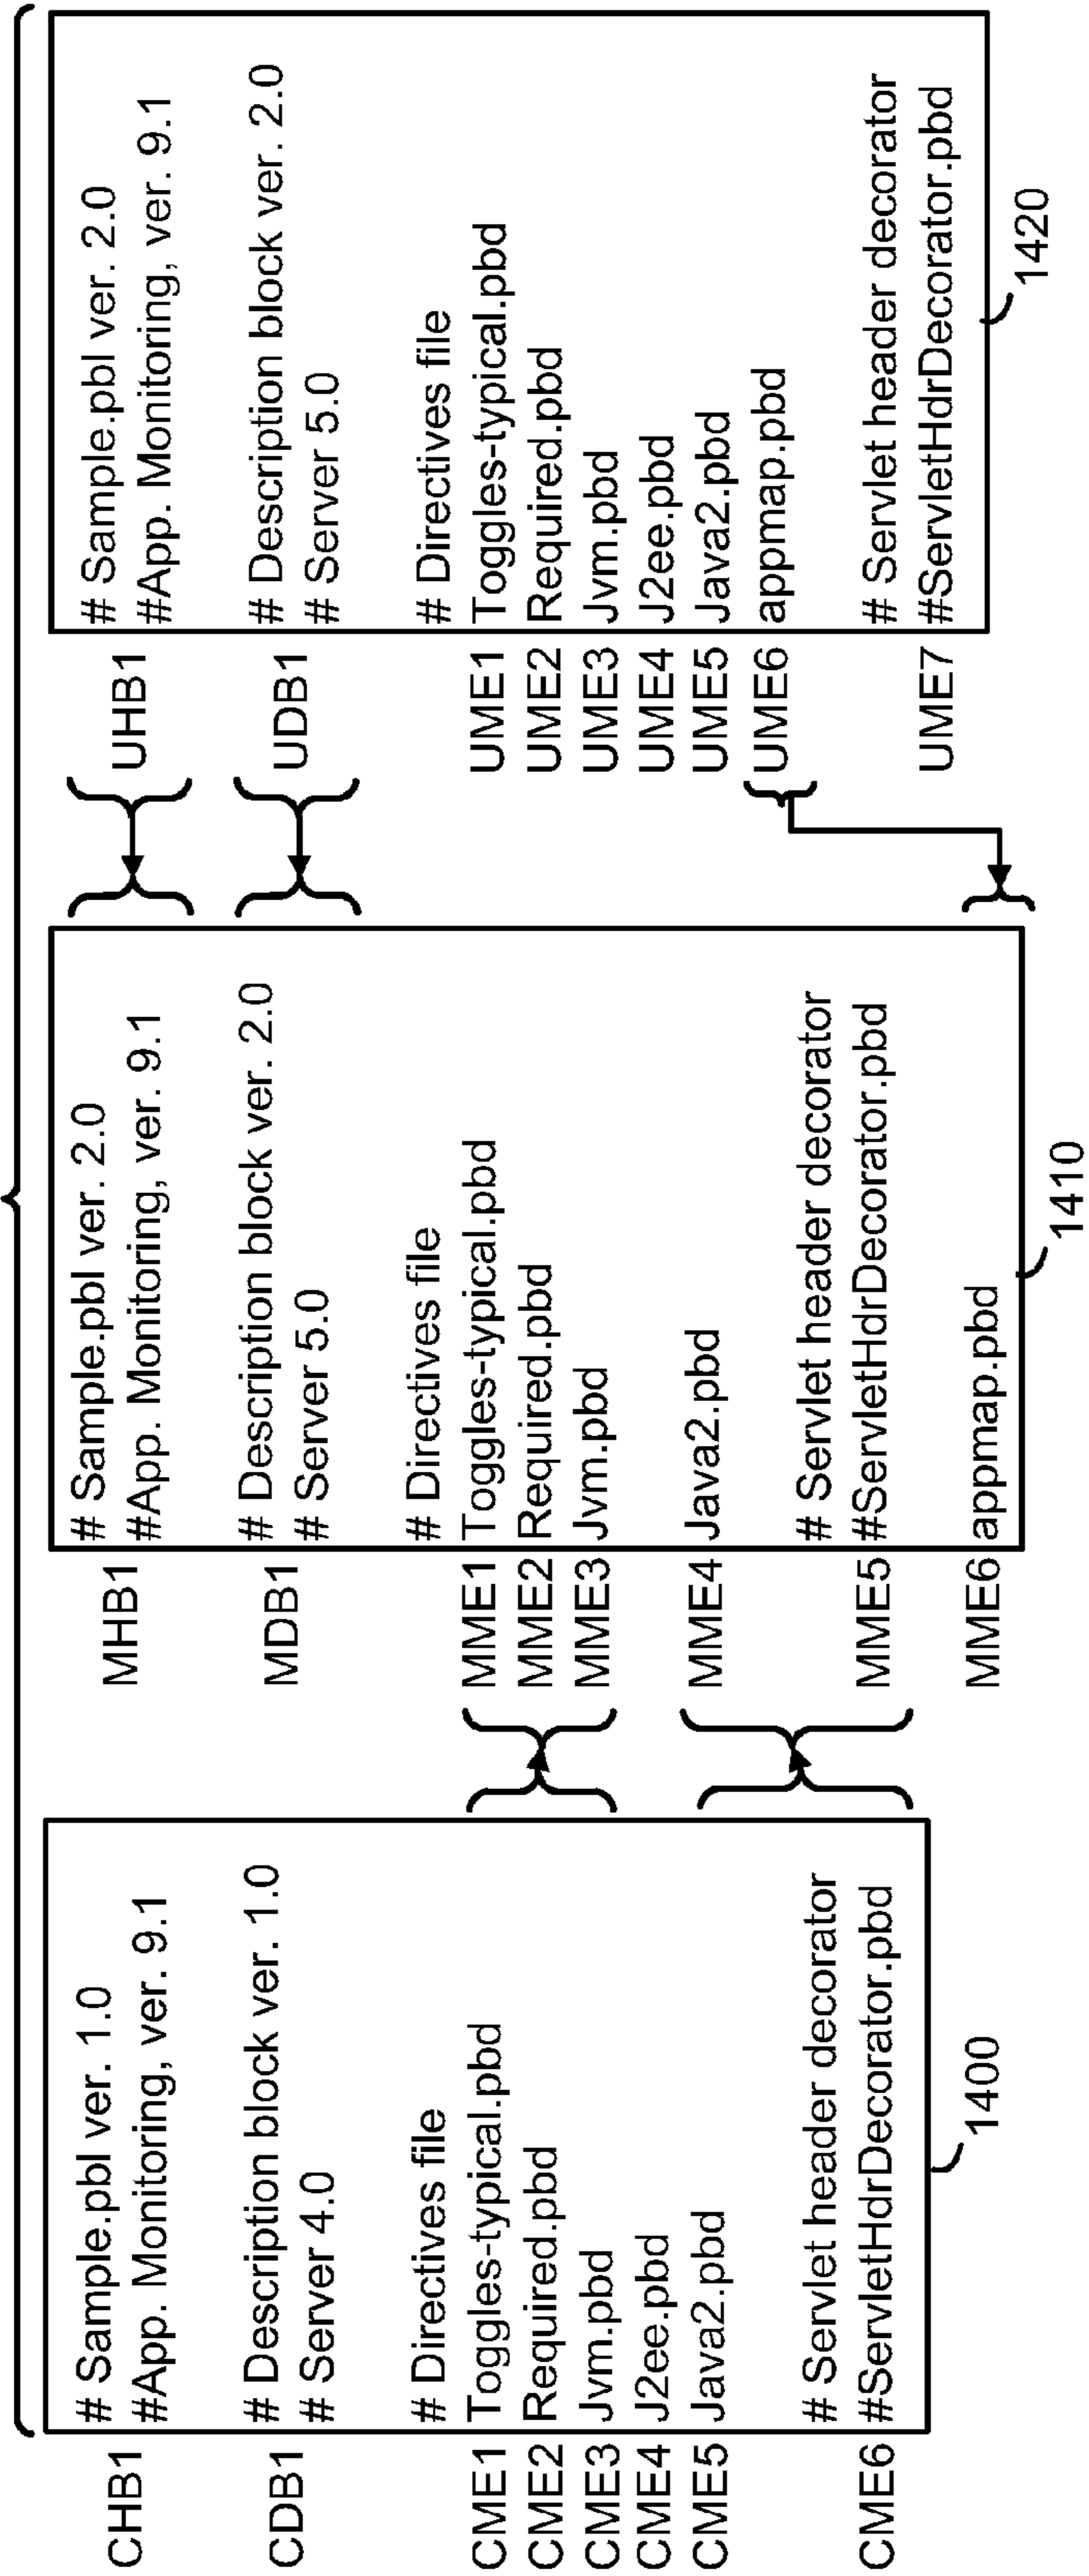 CHB1
# Sample.pbl ver. 1.0
#App. Monitoring, ver. 9.1
CDB1
# Description block ver. 1.0
# Server 4.0
# Directives file
CME1 Toggles-typical.pbd
CME2 Required.pbd
CME3 Jvm.pbd
CME4 J2ee.pbd
CME5 Java2.pbd
# Servlet header decorator
CME6 #ServletHdrDecorator.pbd
1400
MHB1
# Sample.pbl ver. 2.0
#App. Monitoring, ver. 9.1
MDB1
# Description block ver. 2.0
# Server 5.0
# Directives file
MME1 Toggles-typical.pbd
MME2 Required.pbd
MME3 Jvm.pbd
MME4 Java2.pbd
# Servlet header decorator
MME5 #ServletHdrDecorator.pbd
MME6 appmap.pbd
1410
UHB1
# Sample.pbl ver. 2.0
#App. Monitoring, ver. 9.1
UDB1
# Description block ver. 2.0
# Server 5.0
# Directives file
UME1 Toggles-typical.pbd
UME2 Required.pbd
UME3 Jvm.pbd
UME4 J2ee.pbd
UME5 Java2.pbd
UME6 appmap.pbd
# Servlet header decorator
UME7 #ServletHdrDecorator.pbd
1420